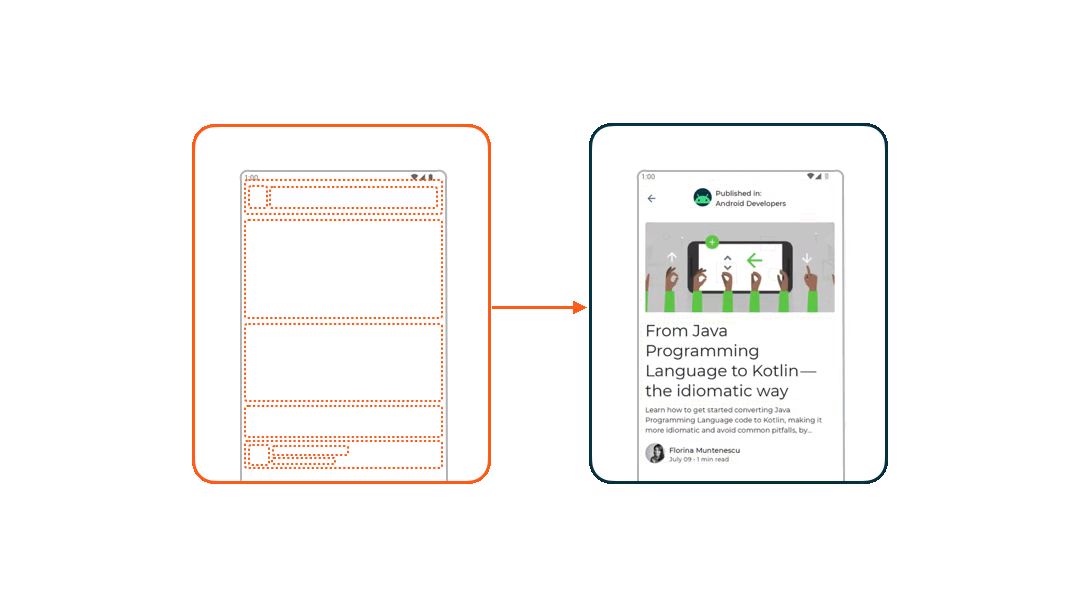 1:00
1:00
Published in:
Android Developers
From Java
Programming
Language to Kotlin—
the idiomatic way
Learn how to get started converting Java
Programming Language code to Kotlin, making it
more idiomatic and avoid common pitfalls, by...
Florina Muntenescu
July 09 - 1 min read